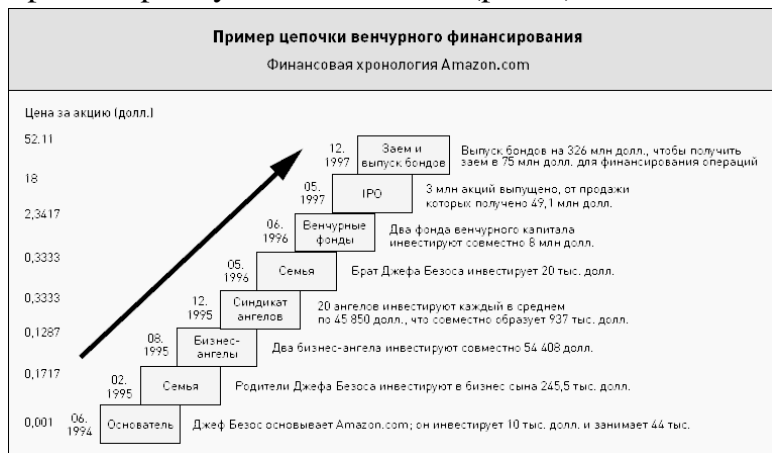 Пример цепочки венчурного финансирования
Финансовая хронология Amazon.com
Цена за акцию (долл.)
52.11
12.
1997
Заем и
выпуск бондов
Выпуск бондов на 326 млн долл., чтобы получить
заем в 75 млн долл. для финансирования операций
18
05.
1997
IPO
3 млн акций выпущено, от продажи
которых получено 49,1 млн долл.
2,3417
06.
1996
Венчурные
фонды
Два фонда венчурного капитала
инвестируют совместно 8 млн долл.
0,3333
05.
1996
Семья
Брат Джефа Безоса инвестирует 20 тыс. долл.
0,3333
12.
1995
Синдикат
ангелов
20 ангелов инвестируют каждый в среднем
по 45 850 долл., что совместно образует 937 тыс. долл.
0,1287
08.
1995
Бизнес-
ангелы
Два бизнес-ангела инвестируют совместно 54 408 долл.
0,1717
02.
1995
Семья
Родители Джефа Безоса инвестируют в бизнес сына 245,5 тыс. долл.
0,001
06.
1994
Основатель
Джеф Безос основывает Amazon.com; он инвестирует 10 тыс. долл. и занимает 44 тыс.